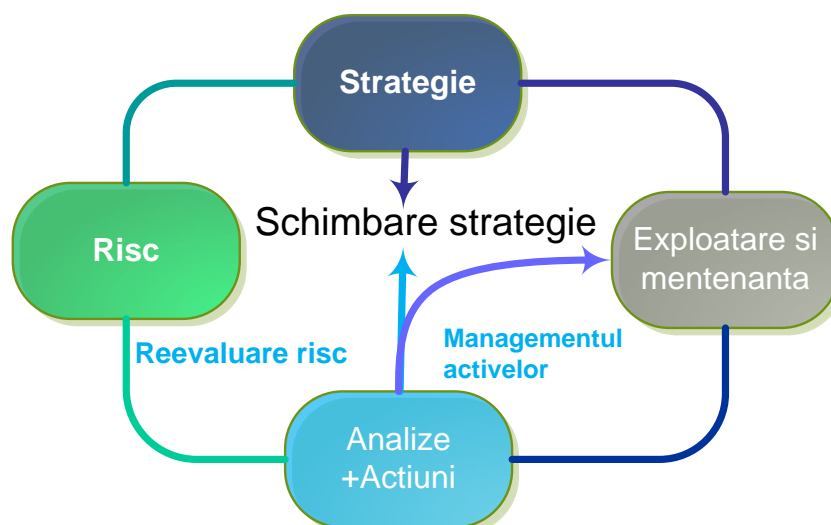 Strategie
Schimbare strategie
Risc
Exploatare si
mentenanta
Reevaluare risc
Managementul
activelor
Analize
+Actiuni